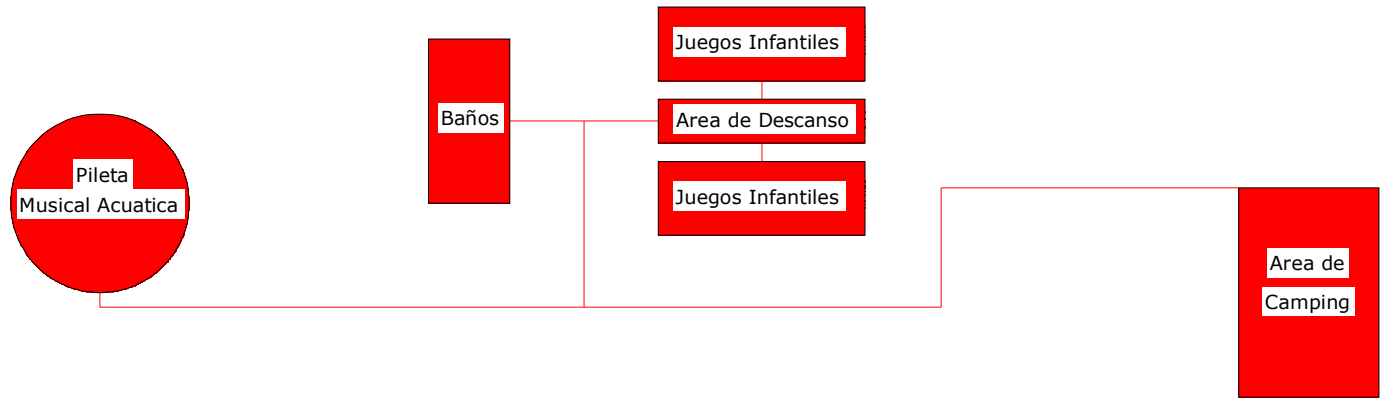 Juegos Infantiles
Baños
Area de Descanso
Pileta
Musical Acuatica
Juegos Infantiles
Area de
Camping